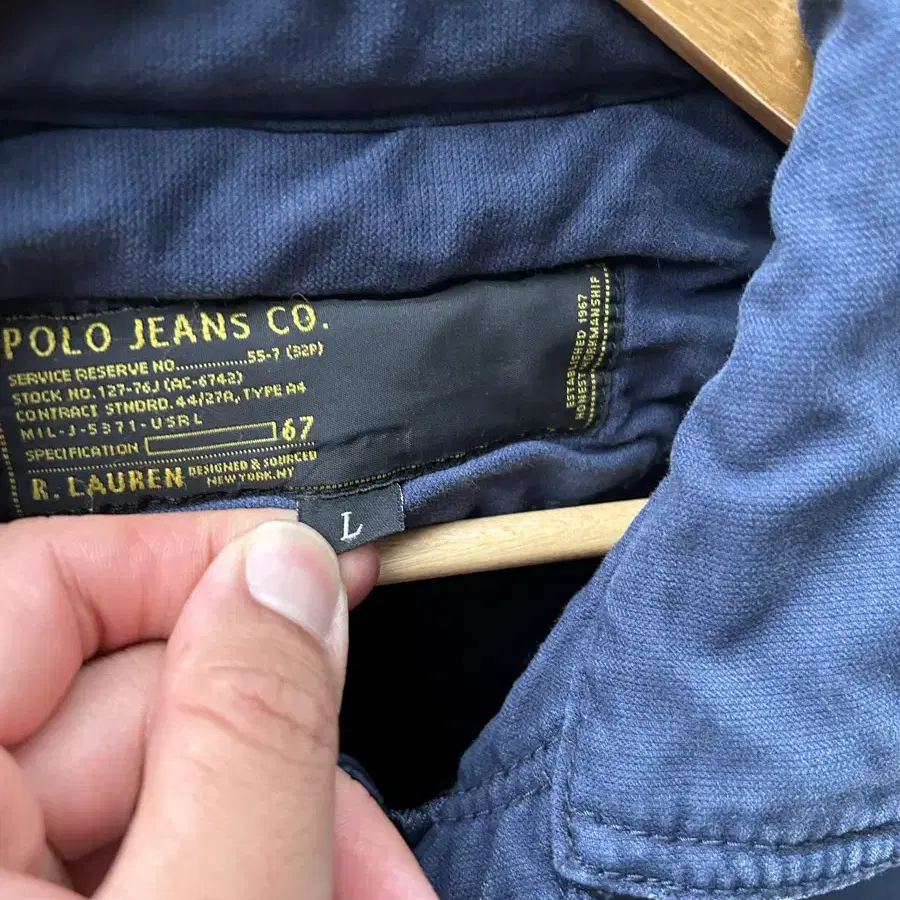 POLO JEANS CO.
SERVICE RESERVE NO..............55-7 (32P)
STOCK NO. 127-76J (AC-6742)
CONTRACT STNDRD. 44/27A, TYPE A4
MIL-J-5371-USRL
SPECIFICATION 67
R. LAUREN DESIGNED & SOURCED
NEW YORK.NY
ESTABLISHED 1967
HONEST WORKMANSHIP
L